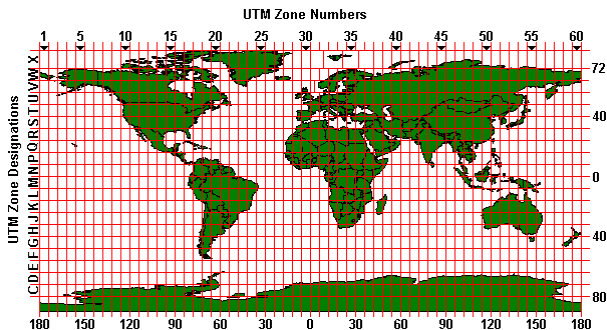 UTM Zone Numbers
1 5 10 15 20 25 30 35 40 45 50 55 60
UTM Zone Designations
C D E F G H J K L M N P Q R S T U V W X
72
40
0
40
80
180 150 120 90 60 30 0 30 60 90 120 150 180